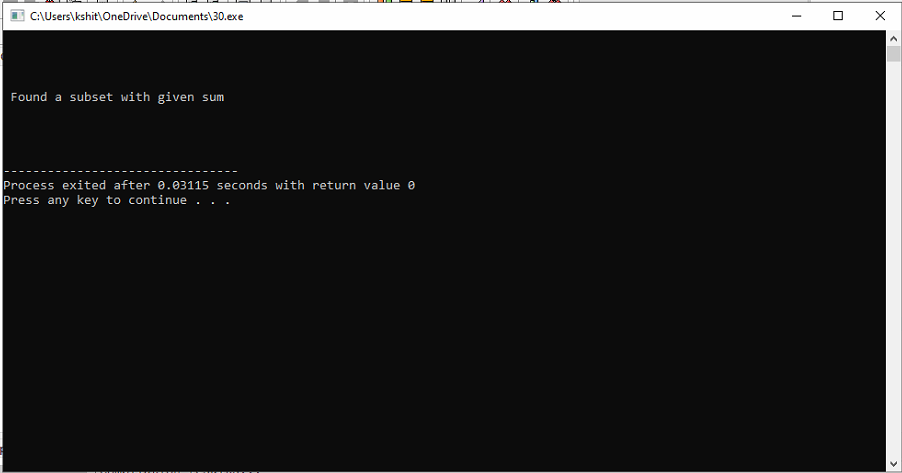 C:\Users\kshit\OneDrive\Documents\30.exe
Found a subset with given sum
--------------------------------
Process exited after 0.03115 seconds with return value 0
Press any key to continue . . .